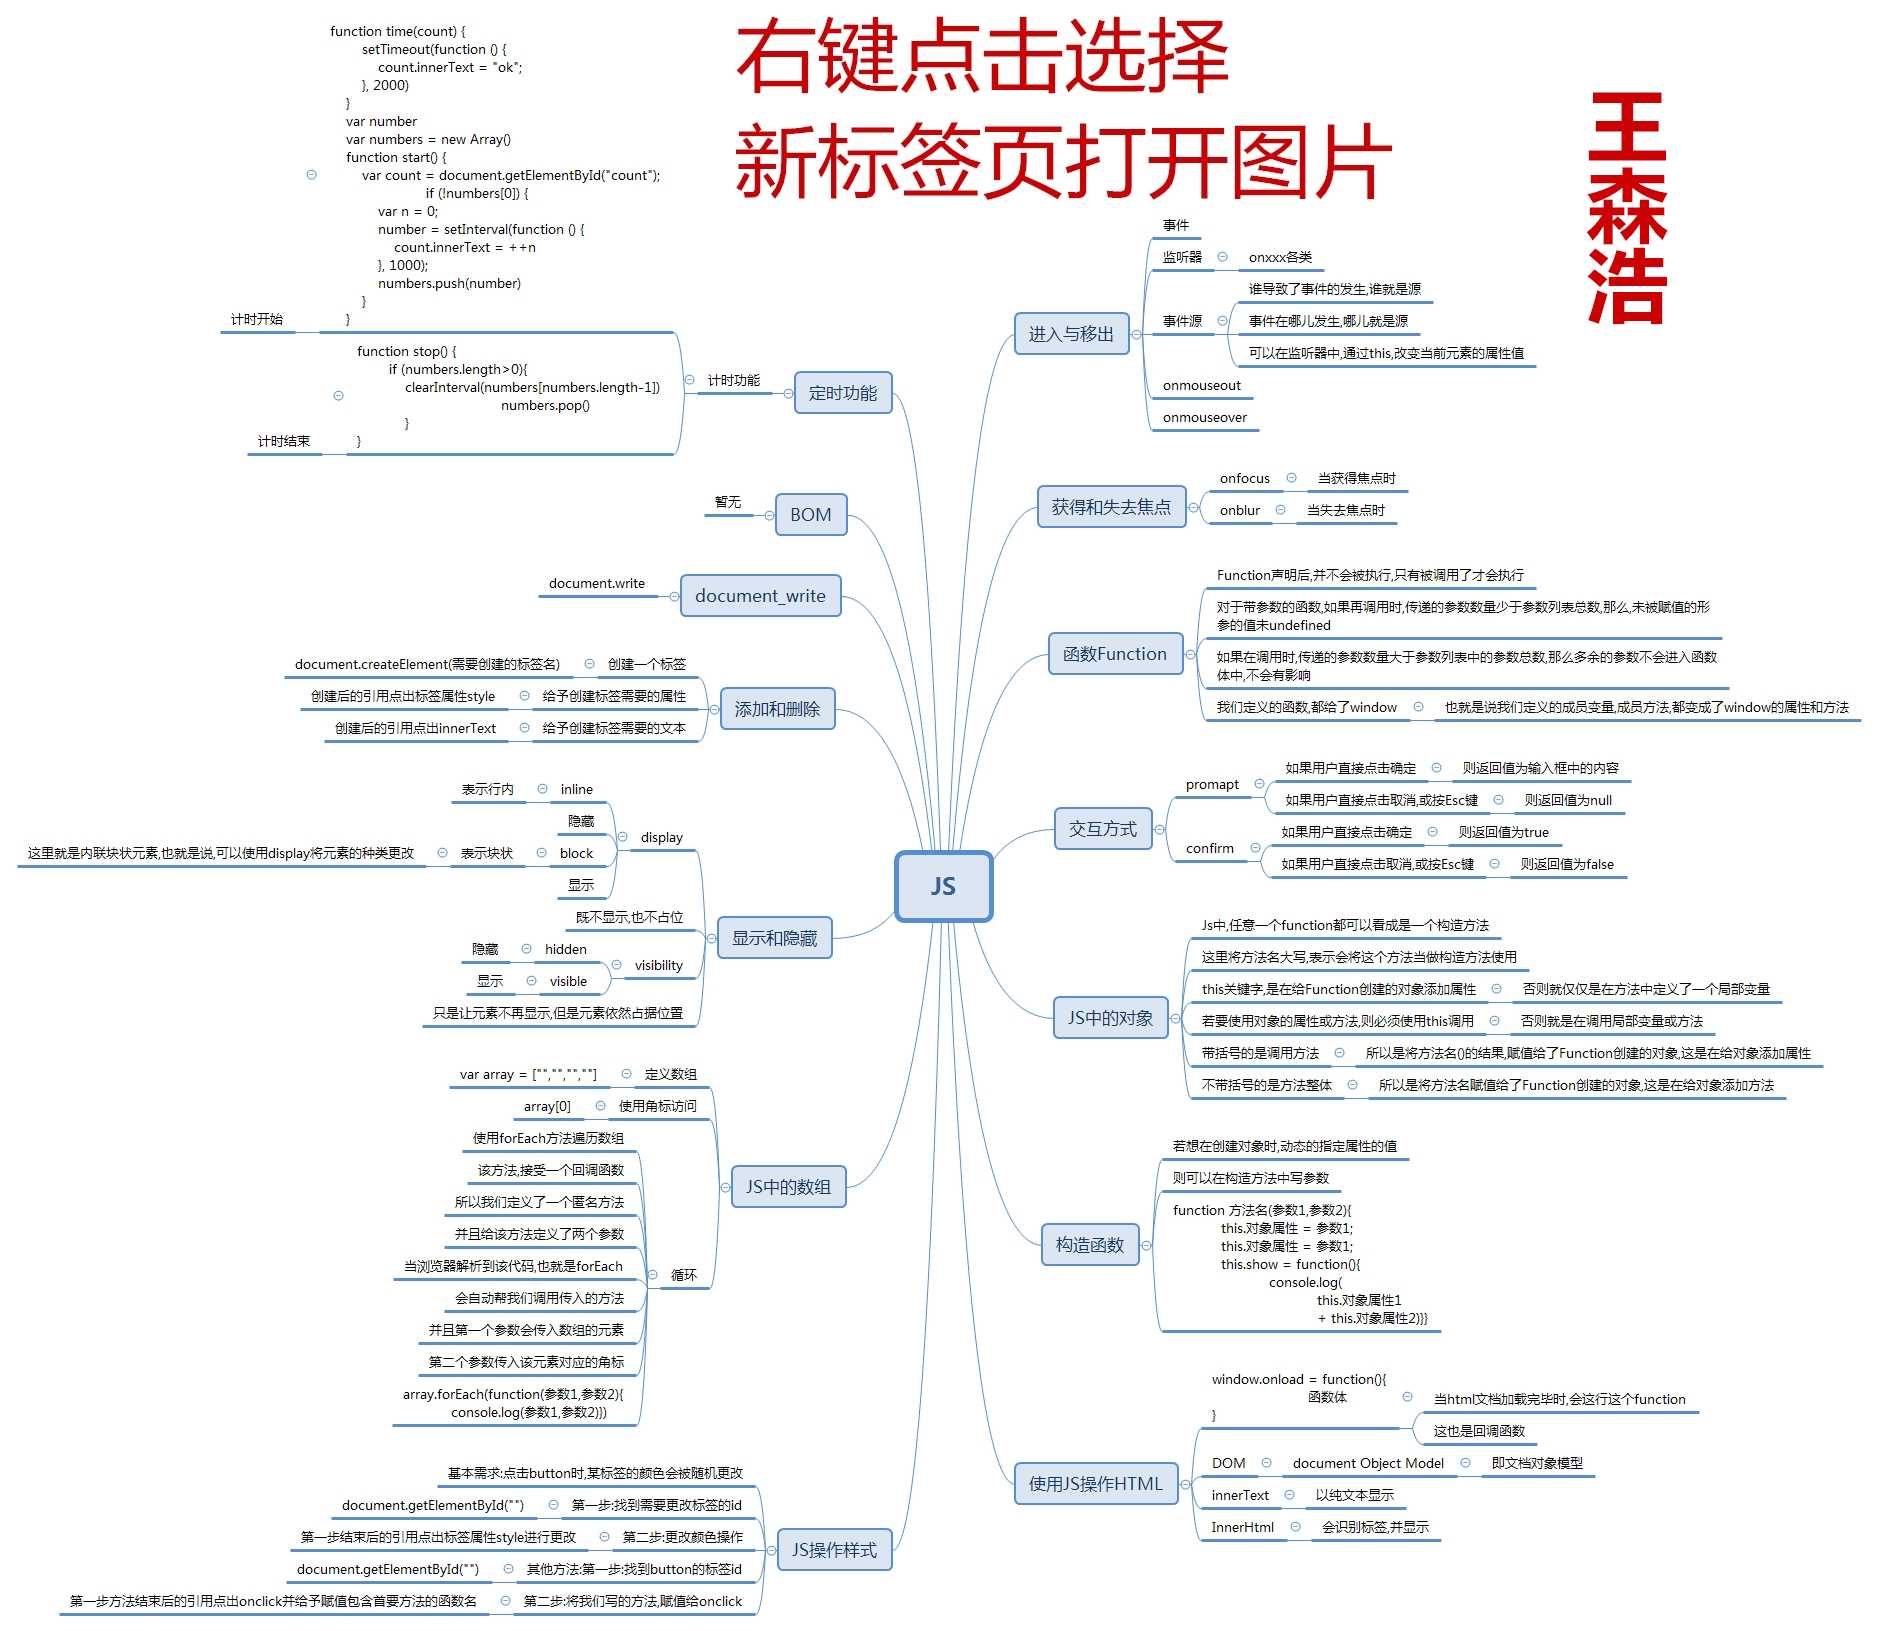 右键点击选择
新标签页打开图片
王森浩
JS
进入与移出
事件
监听器
onxxx各类
事件源
谁导致了事件的发生,谁就是源
事件在哪儿发生,哪儿就是源
可以在监听器中,通过this,改变当前元素的属性值
onmouseout
onmouseover
获得和失去焦点
onfocus
当获得焦点时
onblur
当失去焦点时
函数Function
Function声明后,并不会被执行,只有被调用了才会执行
对于带参数的函数,如果再调用时,传递的参数数量少于参数列表总数,那么,未被赋值的形
参的值未undefined
如果在调用时,传递的参数数量大于参数列表中的参数总数,那么多余的参数不会进入函数
体中,不会有影响
我们定义的函数,都给了window
也就是说我们定义的成员变量,成员方法,都变成了window的属性和方法
交互方式
promapt
如果用户直接点击确定
则返回值为输入框中的内容
如果用户直接点击取消,或按Esc键
则返回值为null
confirm
如果用户直接点击确定
则返回值为true
如果用户直接点击取消,或按Esc键
则返回值为false
JS中的对象
Js中,任意一个function都可以看成是一个构造方法
这里将方法名大写,表示会将这个方法当做构造方法使用
this关键字,是在给Function创建的对象添加属性
否则就仅仅是在方法中定义了一个局部变量
若要使用对象的属性或方法,则必须使用this调用
否则就是在调用局部变量或方法
带括号的是调用方法
所以是将方法名()的结果,赋值给了Function创建的对象,这是在给对象添加属性
不带括号的是方法整体
所以是将方法名赋值给了Function创建的对象,这是在给对象添加方法
构造函数
若想在创建对象时,动态的指定属性的值
则可以在构造方法中写参数
function 方法名(参数1,参数2){
this.对象属性 = 参数1;
this.对象属性 = 参数1;
this.show = function(){
console.log(
this.对象属性1
+ this.对象属性2)}}
使用JS操作HTML
window.onload = function(){
函数体
}
当html文档加载完毕时,会这行这个function
这也是回调函数
DOM
document Object Model
即文档对象模型
innerText
以纯文本显示
InnerHtml
会识别标签,并显示
定时功能
计时功能
计时开始
function time(count) {
setTimeout(function () {
count.innerText = "ok";
}, 2000)
}
var number
var numbers = new Array()
function start() {
var count = document.getElementById("count");
if (!numbers[0]) {
var n = 0;
number = setInterval(function () {
count.innerText = ++n
}, 1000);
numbers.push(number)
}
}
计时结束
function stop() {
if (numbers.length>0){
clearInterval(numbers[numbers.length-1])
numbers.pop()
}
}
BOM
暂无
document_write
document.write
添加和删除
创建一个标签
document.createElement(需要创建的标签名)
给予创建标签需要的属性
创建后的引用点出标签属性style
给予创建标签需要的文本
创建后的引用点出innerText
显示和隐藏
display
inline
表示行内
隐藏
block
表示块状
这里就是内联块状元素,也就是说,可以使用display将元素的种类更改
显示
既不显示,也不占位
visibility
hidden
隐藏
visible
显示
只是让元素不再显示,但是元素依然占据位置
JS中的数组
定义数组
var array = ["","","",""]
使用角标访问
array[0]
循环
使用forEach方法遍历数组
该方法,接受一个回调函数
所以我们定义了一个匿名方法
并且给该方法定义了两个参数
当浏览器解析到该代码,也就是forEach
会自动帮我们调用传入的方法
并且第一个参数会传入数组的元素
第二个参数传入该元素对应的角标
array.forEach(function(参数1,参数2){
console.log(参数1,参数2)})
JS操作样式
基本需求:点击button时,某标签的颜色会被随机更改
第一步:找到需要更改标签的id
document.getElementById("")
第二步:更改颜色操作
第一步结束后的引用点出标签属性style进行更改
其他方法:第一步:找到button的标签id
document.getElementById("")
第二步:将我们写的方法,赋值给onclick
第一步方法结束后的引用点出onclick并给予赋值包含首要方法的函数名